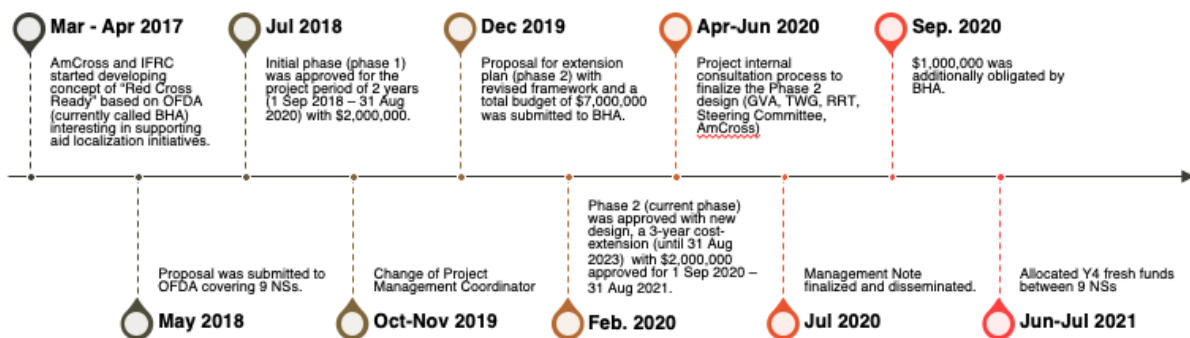 Mar - Apr 2017
AmCross and IFRC
started developing
concept of “Red Cross
Ready” based on OFDA
(currently called BHA)
interesting in supporting
aid localization initiatives.
Jul 2018
Initial phase (phase 1)
was approved for the
project period of 2 years
(1 Sep 2018 – 31 Aug
2020) with $2,000,000.
Dec 2019
Proposal for extension
plan (phase 2) with
revised framework and a
total budget of $7,000,000
was submitted to BHA.
Apr-Jun 2020
Project internal
consultation process to
finalize the Phase 2
design (GVA, TWG, RRT,
Steering Committee,
AmCross)
Sep. 2020
$1,000,000 was
additionally obligated by
BHA.
Proposal was submitted to
OFDA covering 9 NSs.
May 2018
Change of Project
Management Coordinator
Oct-Nov 2019
Phase 2 (current phase)
was approved with new
design, a 3-year cost-
extension (until 31 Aug
2023) with $2,000,000
approved for 1 Sep 2020 –
31 Aug 2021.
Feb. 2020
Management Note
finalized and disseminated.
Jul 2020
Allocated Y4 fresh funds
between 9 NSs
Jun-Jul 2021